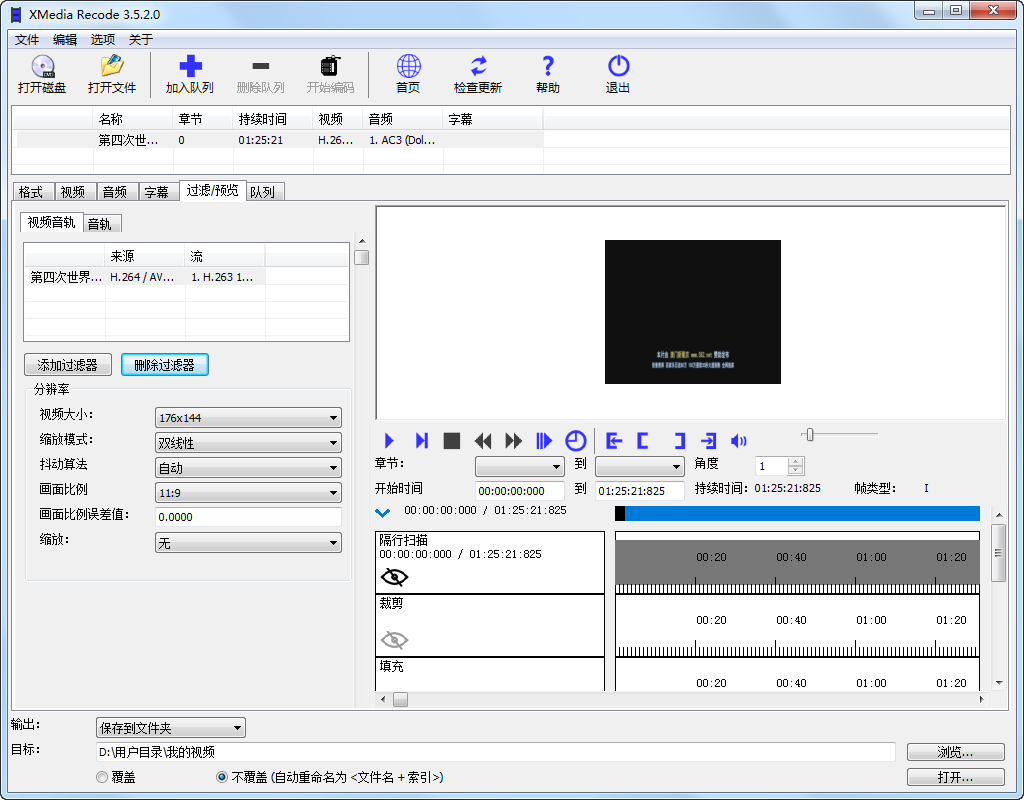 XMedia Recode 3.5.2.0
文件 编辑 选项 关于
打开磁盘 打开文件 加入队列 删除队列 开始编码 首页 检查更新 帮助 退出
名称 章节 持续时间 视频 音频 字幕
第四次世... 0 01:25:21 H.26... 1. AC3 (Dol...
格式 视频 音频 字幕 过滤/预览 队列
视频音轨 音轨
来源 流
第四次世界... H.264 / AV... 1. H.263 1...
添加过滤器 删除过滤器
分辨率
视频大小: 176x144
缩放模式: 双线性
抖动算法 自动
画面比例 11:9
画面比例误差值: 0.0000
缩放: 无
章节: 到 角度 1
开始时间 00:00:00:000 到 01:25:21:825 持续时间: 01:25:21:825 帧类型: I
00:00:00:000 / 01:25:21:825
隔行扫描
00:00:00:000 / 01:25:21:825
00:20 00:40 01:00 01:20
裁剪
00:20 00:40 01:00 01:20
填充
00:20 00:40 01:00 01:20
输出: 保存到文件夹
目标: D:\用户目录\我的视频 浏览...
覆盖 不覆盖 (自动重命名为 <文件名 + 索引>) 打开...